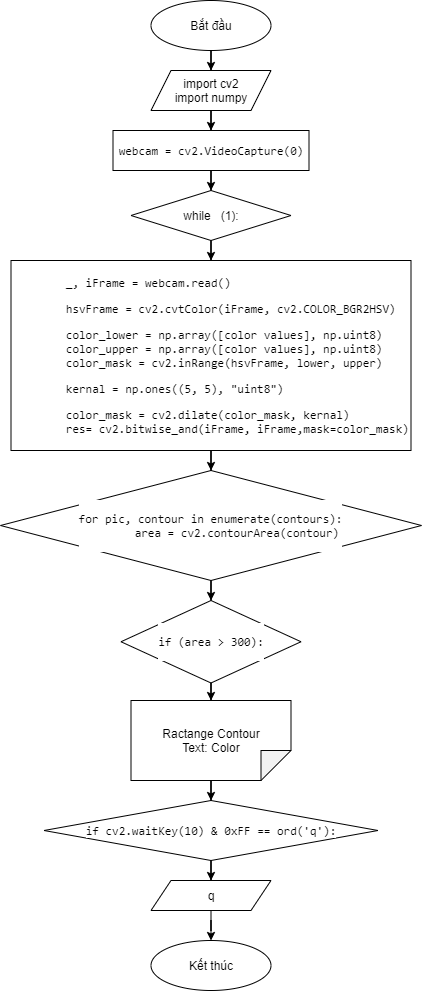 Bắt đầu
import cv2
import numpy
webcam = cv2.VideoCapture(0)
while (1):
_, iFrame = webcam.read()
hsvFrame = cv2.cvtColor(iFrame, cv2.COLOR_BGR2HSV)
color_lower = np.array([color values], np.uint8)
color_upper = np.array([color values], np.uint8)
color_mask = cv2.inRange(hsvFrame, lower, upper)
kernal = np.ones((5, 5), "uint8")
color_mask = cv2.dilate(color_mask, kernal)
res= cv2.bitwise_and(iFrame, iFrame,mask=color_mask)
for pic, contour in enumerate(contours):
area = cv2.contourArea(contour)
if (area > 300):
Ractange Contour
Text: Color
if cv2.waitKey(10) & 0xFF == ord('q'):
q
Kết thúc